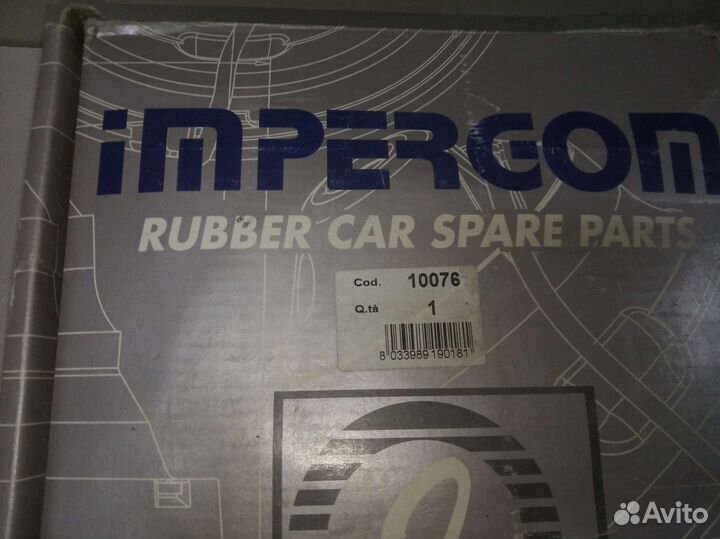 iMPERGOM
RUBBER CAR SPARE PARTS
Cod. 10076
Q.tà 1
8 033989 190181
Avito